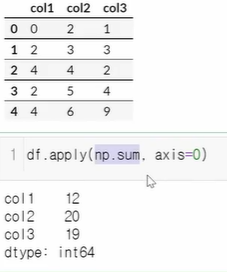 col1 col2 col3
0 0 2 1
1 2 3 3
2 4 4 2
3 2 5 4
4 4 6 9
1 df.apply(np.sum, axis=0)
col1 12
col2 20
col3 19
dtype: int64